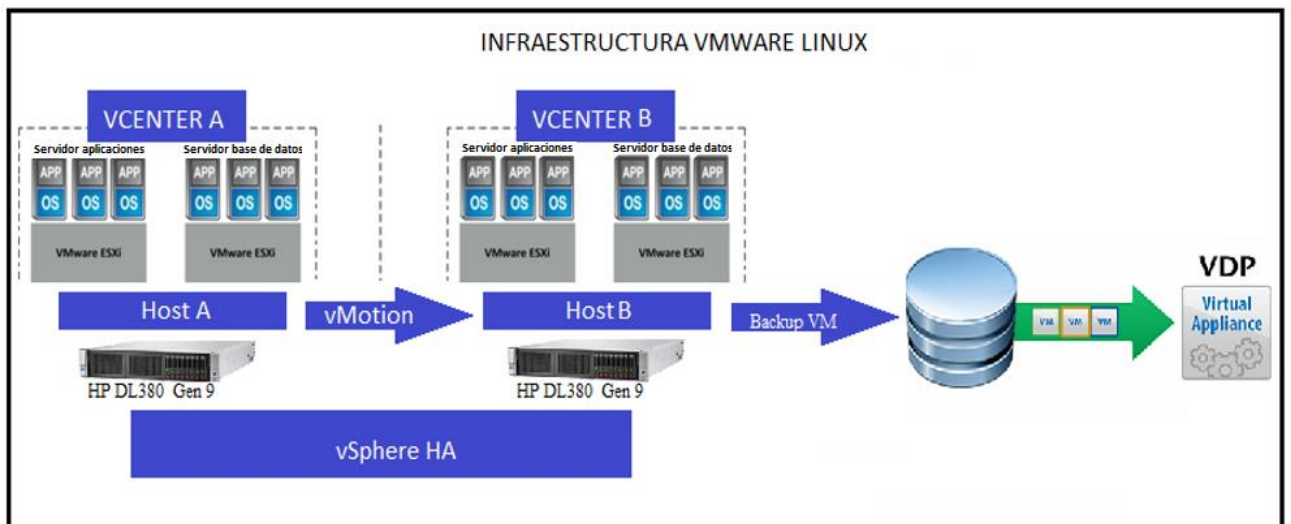 INFRAESTRUCTURA VMWARE LINUX
VCENTER A
VCENTER B
Servidor aplicaciones
Servidor base de datos
Servidor aplicaciones
Servidor base de datos
APP APP APP
APP APP APP
APP APP APP
APP APP APP
OS OS OS
OS OS OS
OS OS OS
OS OS OS
VMware ESXi
VMware ESXi
VMware ESXi
VMware ESXi
Host A
vMotion
Host B
Backup VM
VM VM VM
VDP
Virtual
Appliance
HP DL380 Gen 9
HP DL380 Gen 9
vSphere HA